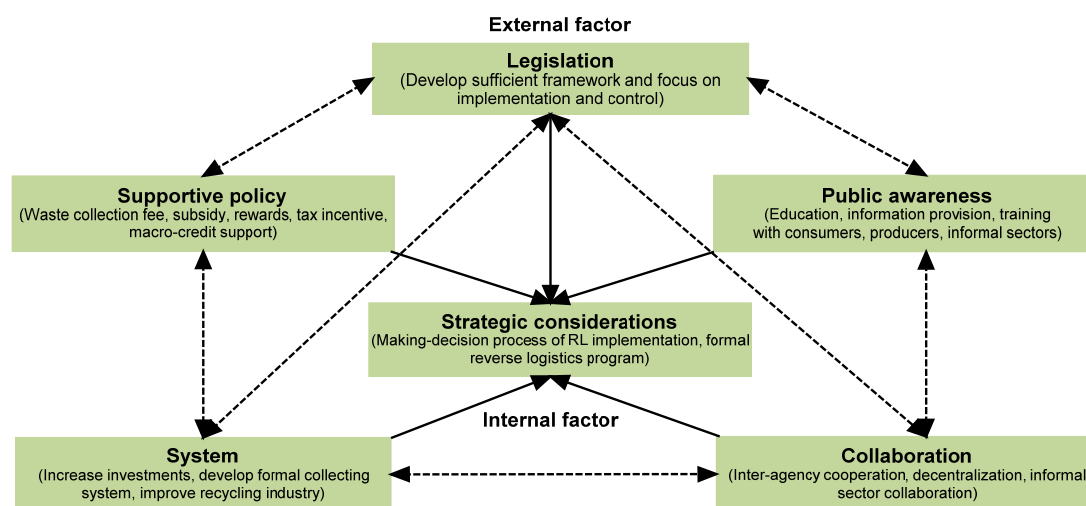 External factor
Legislation
(Develop sufficient framework and focus on
implementation and control)
Supportive policy
(Waste collection fee, subsidy, rewards, tax incentive,
macro-credit support)
Public awareness
(Education, information provision, training
with consumers, producers, informal sectors)
Strategic considerations
(Making-decision process of RL implementation, formal
reverse logistics program)
Internal factor
System
(Increase investments, develop formal collecting
system, improve recycling industry)
Collaboration
(Inter-agency cooperation, decentralization, informal
sector collaboration)